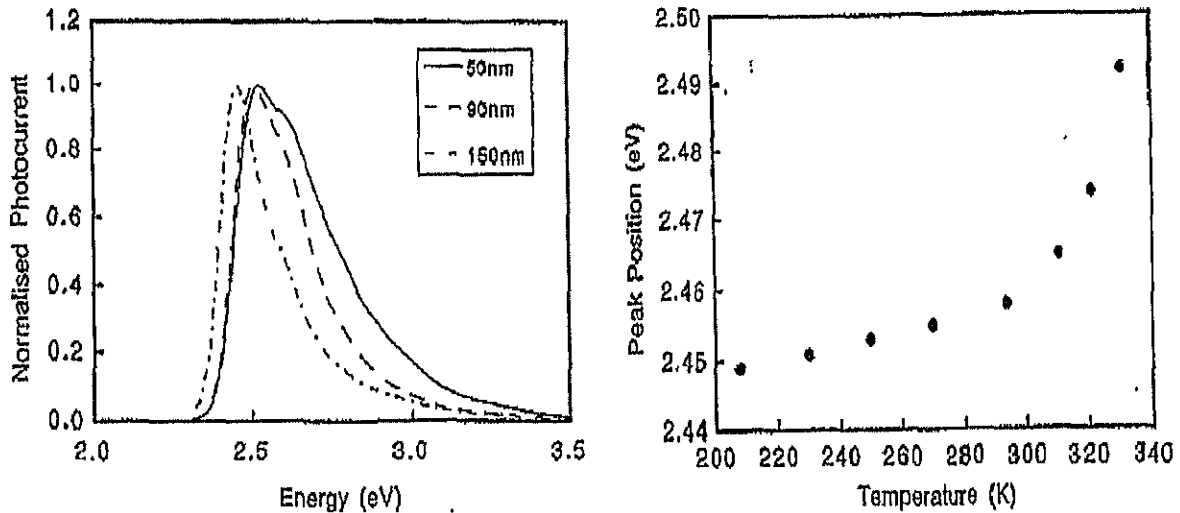 1.2
1.0
0.8
0.6
0.4
0.2
0.0
Normalised Photocurrent
50nm
90nm
160nm
2.0 2.5 3.0 3.5
Energy (eV)
2.50
2.49
2.48
2.47
2.46
2.45
2.44
Peak Position (eV)
200 220 240 260 280 300 320 340
Temperature (K)